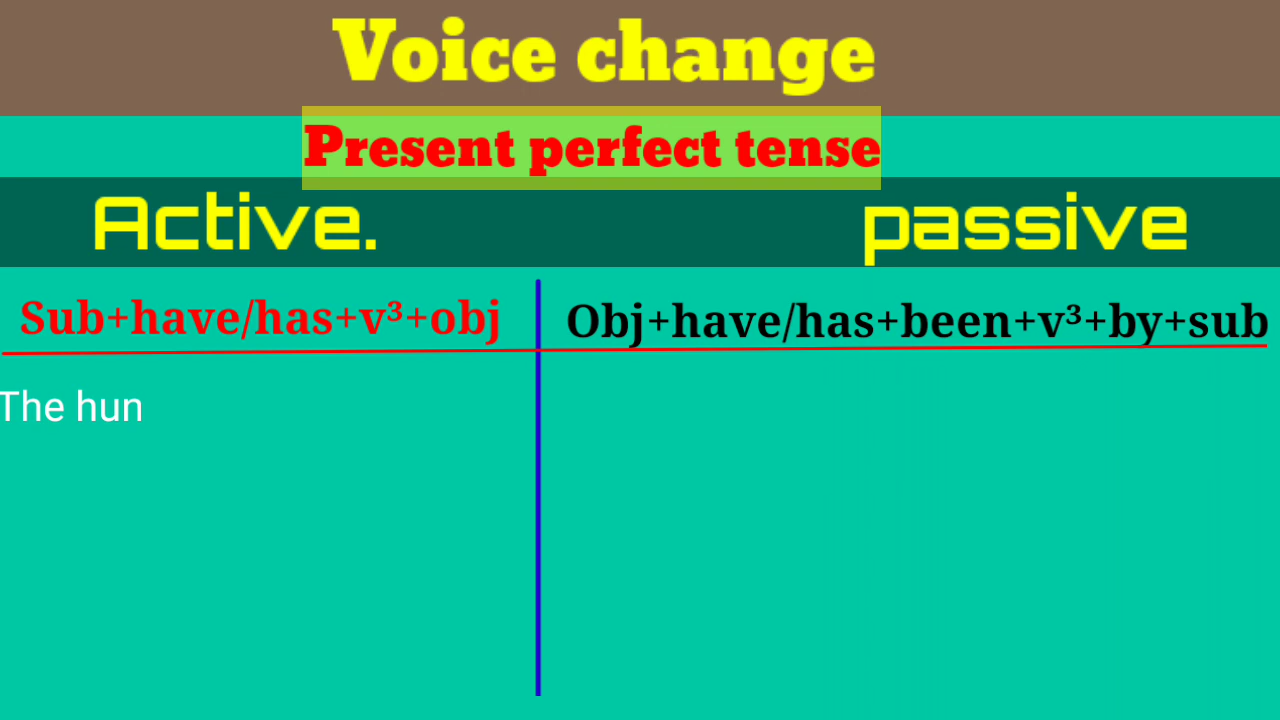 Voice change
Present perfect tense
Active.
passive
Sub+have/has+v³+obj
Obj+have/has+been+v³+by+sub
The hun